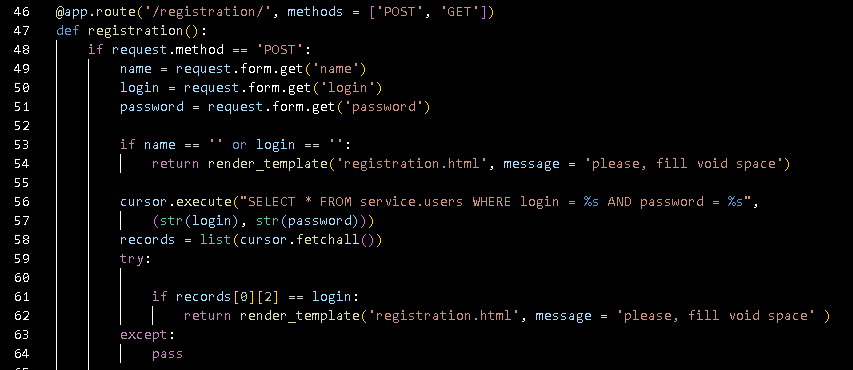 46 @app.route('/registration/', methods = ['POST', 'GET'])
47 def registration():
48     if request.method == 'POST':
49         name = request.form.get('name')
50         login = request.form.get('login')
51         password = request.form.get('password')
52
53         if name == '' or login == '':
54             return render_template('registration.html', message = 'please, fill void space')
55
56         cursor.execute("SELECT * FROM service.users WHERE login = %s AND password = %s",
57             (str(login), str(password)))
58         records = list(cursor.fetchall())
59         try:
60
61             if records[0][2] == login:
62                 return render_template('registration.html', message = 'please, fill void space' )
63         except:
64             pass